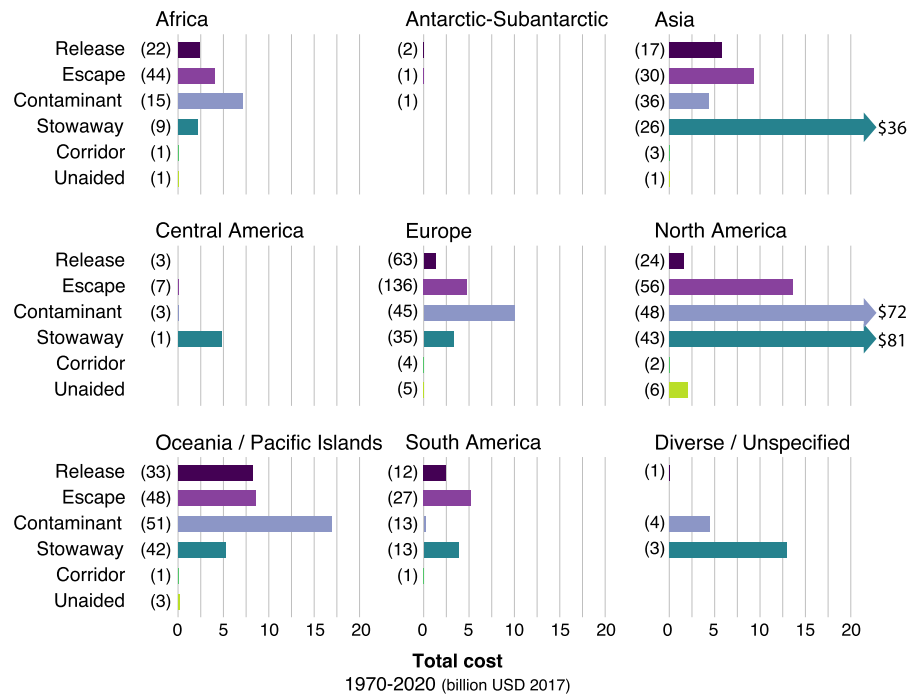 Africa Antarctic-Subantarctic Asia
Release (22) (2) (17)
Escape (44) (1) (30)
Contaminant (15) (1) (36)
Stowaway (9) (26) $36
Corridor (1) (3)
Unaided (1) (1)
Central America Europe North America
Release (3) (63) (24)
Escape (7) (136) (56)
Contaminant (3) (45) (48) $72
Stowaway (1) (35) (43) $81
Corridor (4) (2)
Unaided (5) (6)
Oceania / Pacific Islands South America Diverse / Unspecified
Release (33) (12) (1)
Escape (48) (27)
Contaminant (51) (13) (4)
Stowaway (42) (13) (3)
Corridor (1) (1)
Unaided (3)
0 5 10 15 20 0 5 10 15 20 0 5 10 15 20
Total cost
1970-2020 (billion USD 2017)